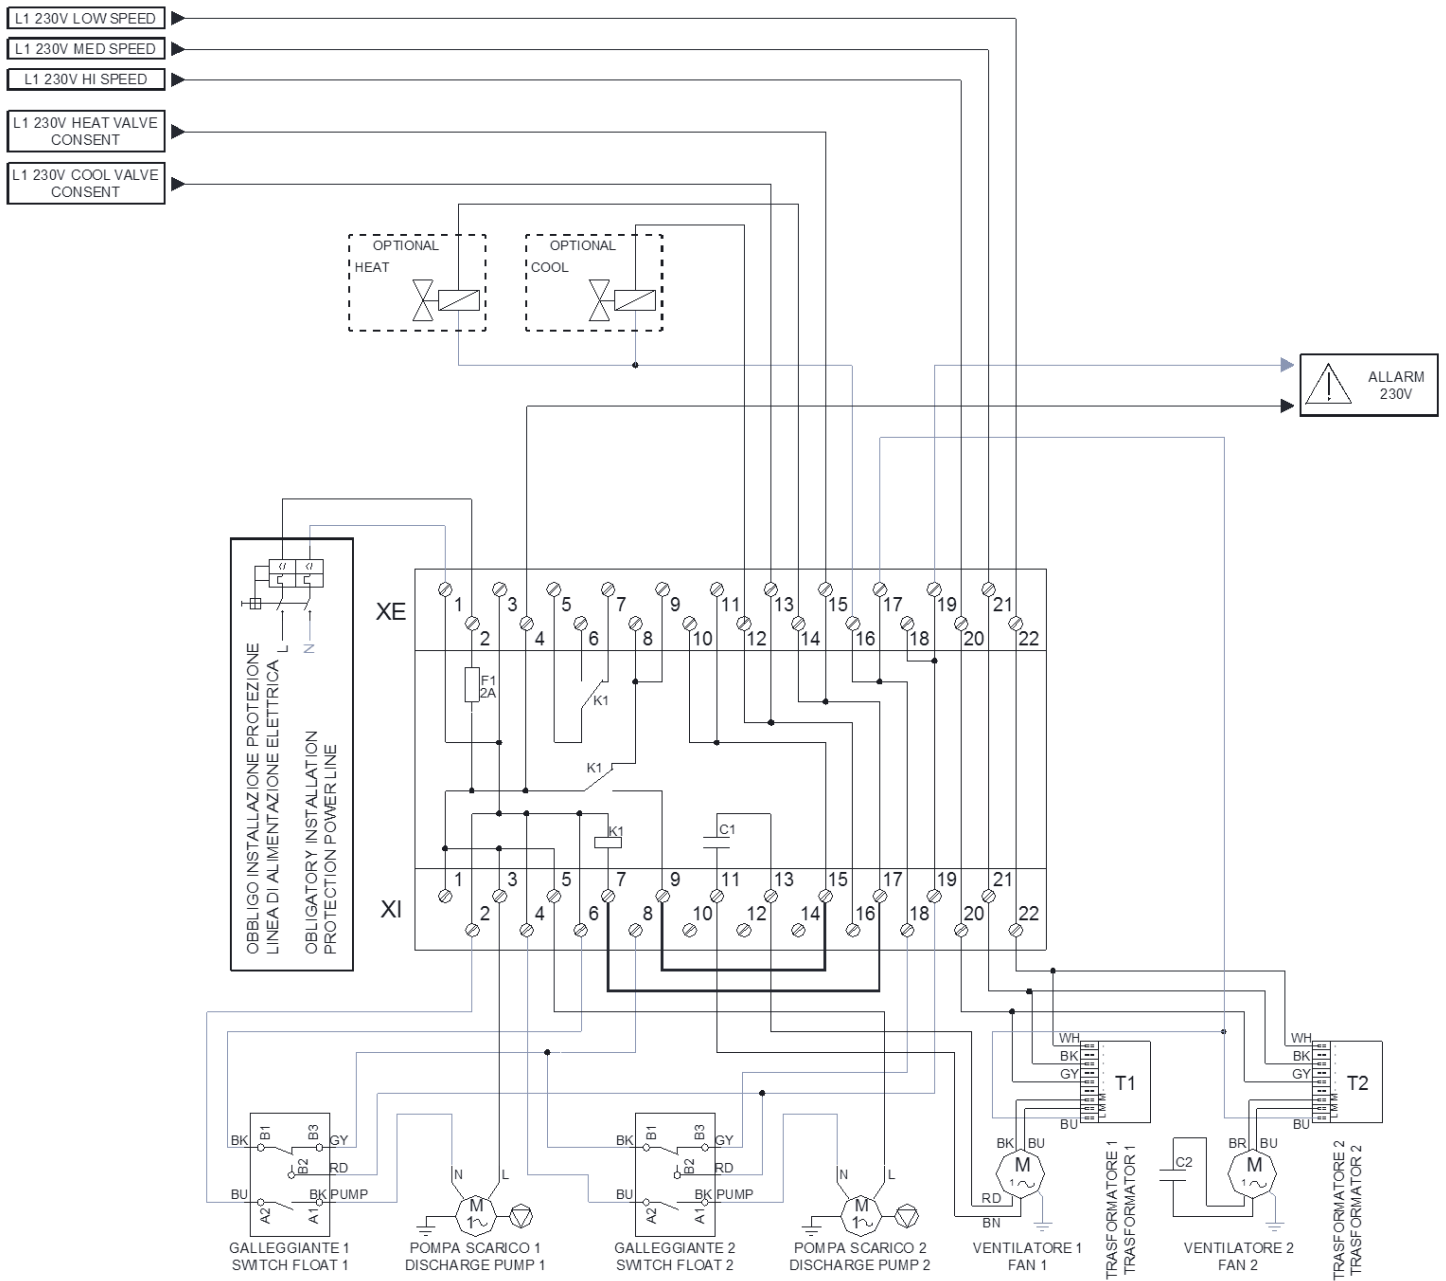 L1 230V LOW SPEED
L1 230V MED SPEED
L1 230V HI SPEED
L1 230V HEAT VALVE
CONSENT
L1 230V COOL VALVE
CONSENT
OPTIONAL
HEAT
OPTIONAL
COOL
ALLARM
230V
OBBLIGO INSTALLAZIONE PROTEZIONE
LINEA DI ALIMENTAZIONE ELETTRICA
OBLIGATORY INSTALLATION
PROTECTION POWER LINE
L
N
XE
1 3 5 7 9 11 13 15 17 19 21
2 4 6 8 10 12 14 16 18 20 22
F1
2A
K1
K1
K1
C1
XI
1 3 5 7 9 11 13 15 17 19 21
2 4 6 8 10 12 14 16 18 20 22
BK B1 B3 GY
B2 RD
BU A2 A1 BK PUMP
GALLEGGIANTE 1
SWITCH FLOAT 1
N L
M
1~
POMPA SCARICO 1
DISCHARGE PUMP 1
BK B1 B3 GY
B2 RD
BU A2 A1 BK PUMP
GALLEGGIANTE 2
SWITCH FLOAT 2
N L
M
1~
POMPA SCARICO 2
DISCHARGE PUMP 2
WH
BK
GY
T1
M
M
L
BU
BK BU
M
1~
RD
BN
VENTILATORE 1
FAN 1
TRASFORMATORE 1
TRASFORMATOR 1
WH
BK
GY
T2
M
M
L
BU
BR BU
C2
M
1~
VENTILATORE 2
FAN 2
TRASFORMATORE 2
TRASFORMATOR 2